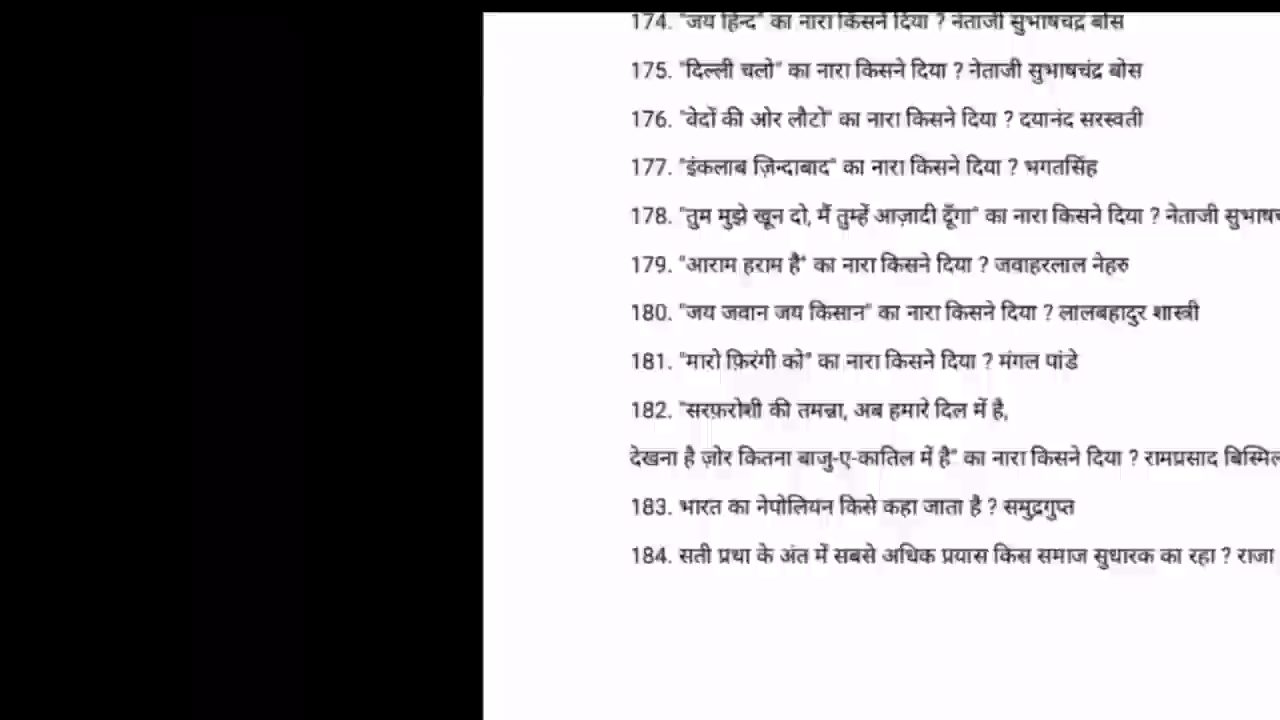 174. "जय हिन्द" का नारा किसने दिया ? नेताजी सुभाषचंद्र बोस
175. "दिल्ली चलो" का नारा किसने दिया ? नेताजी सुभाषचंद्र बोस
176. "वेदों की ओर लौटो" का नारा किसने दिया ? दयानंद सरस्वती
177. "इंकलाब ज़िन्दाबाद" का नारा किसने दिया ? भगतसिंह
178. "तुम मुझे खून दो, मैं तुम्हें आज़ादी दूँगा" का नारा किसने दिया ? नेताजी
179. "आराम हराम है" का नारा किसने दिया ? जवाहरलाल नेहरु
180. "जय जवान जय किसान" का नारा किसने दिया ? लालबहादुर शास्त्री
181. "मारो फ़िरंगी को" का नारा किसने दिया ? मंगल पांडे
182. "सरफ़रोशी की तमन्ना, अब हमारे दिल में है,
देखना है ज़ोर कितना बाजु-ए-कातिल में है" का नारा किसने दिया ? रामप्रसाद बिस्मिल
183. भारत का नेपोलियन किसे कहा जाता है ? समुद्रगुप्त
184. सती प्रथा के अंत में सबसे अधिक प्रयास किस समाज सुधारक का रहा ? राजा